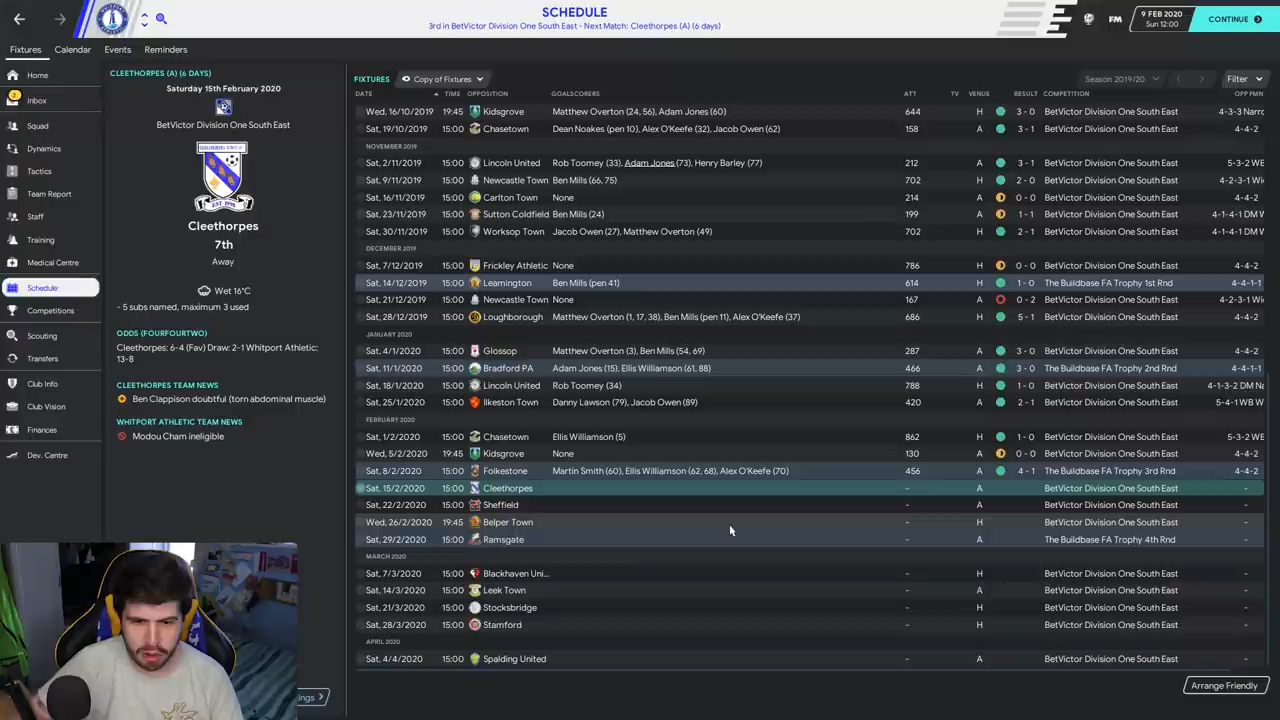 SCHEDULE
3rd in BetVictor Division One South East - Next Match: Cleethorpes (A) (6 days)
FM
9 FEB 2020
Sun 12:00
CONTINUE
Fixtures Calendar Events Reminders
Home
2
Inbox
Squad
Dynamics
Tactics
Team Report
Staff
Training
Medical Centre
Schedule
Competitions
Scouting
Transfers
Club Info
Club Vision
Finances
Dev. Centre
CLEETHORPES (A) (6 DAYS)
Saturday 15th February 2020
BetVictor Division One South East
Cleethorpes
7th
Away
Wet 16°C
- 5 subs named, maximum 3 used
ODDS (FOURFOURTWO)
Cleethorpes: 6-4 (Fav) Draw: 2-1 Whitport Athletic:
13-8
CLEETHORPES TEAM NEWS
Ben Clappison doubtful (torn abdominal muscle)
WHITPORT ATHLETIC TEAM NEWS
Modou Cham ineligible
FIXTURES Copy of Fixtures Season 2019/20 Filter
DATE TIME OPPOSITION GOALSCORERS ATT TV VENUE RESULT COMPETITION OPP FMN
Wed, 16/10/2019 19:45 Kidsgrove Matthew Overton (24, 56), Adam Jones (60) 644 H 3 - 0 BetVictor Division One South East 4-3-3 Narro
Sat, 19/10/2019 15:00 Chasetown Dean Noakes (pen 10), Alex O'Keefe (32), Jacob Owen (62) 158 A 3 - 1 BetVictor Division One South East 4-4-2
NOVEMBER 2019
Sat, 2/11/2019 15:00 Lincoln United Rob Toomey (33), Adam Jones (73), Henry Barley (77) 212 A 3 - 1 BetVictor Division One South East 5-3-2 WB
Sat, 9/11/2019 15:00 Newcastle Town Ben Mills (66, 75) 702 H 2 - 0 BetVictor Division One South East 4-2-3-1 Wi
Sat, 16/11/2019 15:00 Carlton Town None 214 A 0 - 0 BetVictor Division One South East 4-4-2
Sat, 23/11/2019 15:00 Sutton Coldfield Ben Mills (24) 199 A 1 - 1 BetVictor Division One South East 4-1-4-1 DM W
Sat, 30/11/2019 15:00 Worksop Town Jacob Owen (27), Matthew Overton (49) 702 H 2 - 1 BetVictor Division One South East 4-1-4-1 DM W
DECEMBER 2019
Sat, 7/12/2019 15:00 Frickley Athletic None 786 H 0 - 0 BetVictor Division One South East 4-4-2
Sat, 14/12/2019 15:00 Leamington Ben Mills (pen 41) 614 H 1 - 0 The Buildbase FA Trophy 1st Rnd 4-4-1-1
Sat, 21/12/2019 15:00 Newcastle Town None 167 A 0 - 2 BetVictor Division One South East 4-2-3-1 Wi
Sat, 28/12/2019 15:00 Loughborough Matthew Overton (1, 17, 38), Ben Mills (pen 11), Alex O'Keefe (37) 686 H 5 - 1 BetVictor Division One South East 4-4-2
JANUARY 2020
Sat, 4/1/2020 15:00 Glossop Matthew Overton (3), Ben Mills (54, 69) 287 A 3 - 0 BetVictor Division One South East 4-4-2
Sat, 11/1/2020 15:00 Bradford PA Adam Jones (15), Ellis Williamson (61, 88) 466 A 3 - 0 The Buildbase FA Trophy 2nd Rnd 4-4-1-1
Sat, 18/1/2020 15:00 Lincoln United Rob Toomey (34) 788 H 1 - 0 BetVictor Division One South East 4-1-3-2 DM Na
Sat, 25/1/2020 15:00 Ilkeston Town Danny Lawson (79), Jacob Owen (89) 420 A 2 - 1 BetVictor Division One South East 5-4-1 WB W
FEBRUARY 2020
Sat, 1/2/2020 15:00 Chasetown Ellis Williamson (5) 862 H 1 - 0 BetVictor Division One South East 5-3-2 WB
Wed, 5/2/2020 19:45 Kidsgrove None 130 A 0 - 0 BetVictor Division One South East 4-4-2
Sat, 8/2/2020 15:00 Folkestone Martin Smith (60), Ellis Williamson (62, 68), Alex O'Keefe (70) 456 A 4 - 1 The Buildbase FA Trophy 3rd Rnd 4-4-2
Sat, 15/2/2020 15:00 Cleethorpes - A BetVictor Division One South East -
Sat, 22/2/2020 15:00 Sheffield - A BetVictor Division One South East -
Wed, 26/2/2020 19:45 Belper Town - H BetVictor Division One South East -
Sat, 29/2/2020 15:00 Ramsgate - A The Buildbase FA Trophy 4th Rnd -
MARCH 2020
Sat, 7/3/2020 15:00 Blackhaven Uni... - H BetVictor Division One South East -
Sat, 14/3/2020 15:00 Leek Town - A BetVictor Division One South East -
Sat, 21/3/2020 15:00 Stocksbridge - H BetVictor Division One South East -
Sat, 28/3/2020 15:00 Stamford - H BetVictor Division One South East -
APRIL 2020
Sat, 4/4/2020 15:00 Spalding United - A BetVictor Division One South East -
ngs
Arrange Friendly